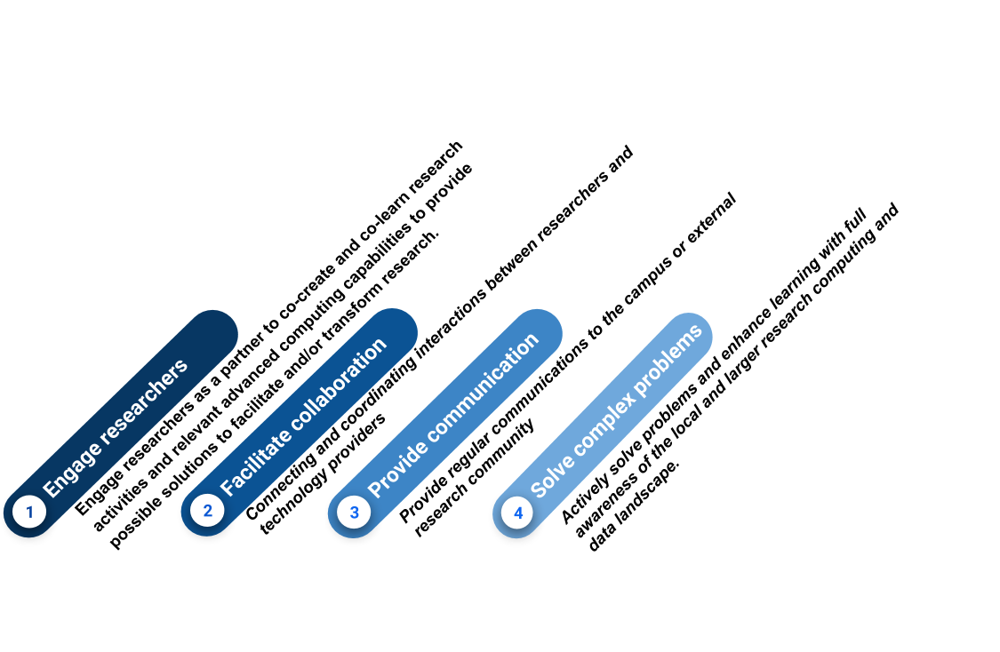 1
Engage researchers
Engage researchers as a partner to co-create and co-learn research
activities and relevant advanced computing capabilities to provide
possible solutions to facilitate and/or transform research.
2
Facilitate collaboration
Connecting and coordinating interactions between researchers and
technology providers
3
Provide communication
Provide regular communications to the campus or external
research community
4
Solve complex problems
Actively solve problems and enhance learning with full
awareness of the local and larger research computing and
data landscape.